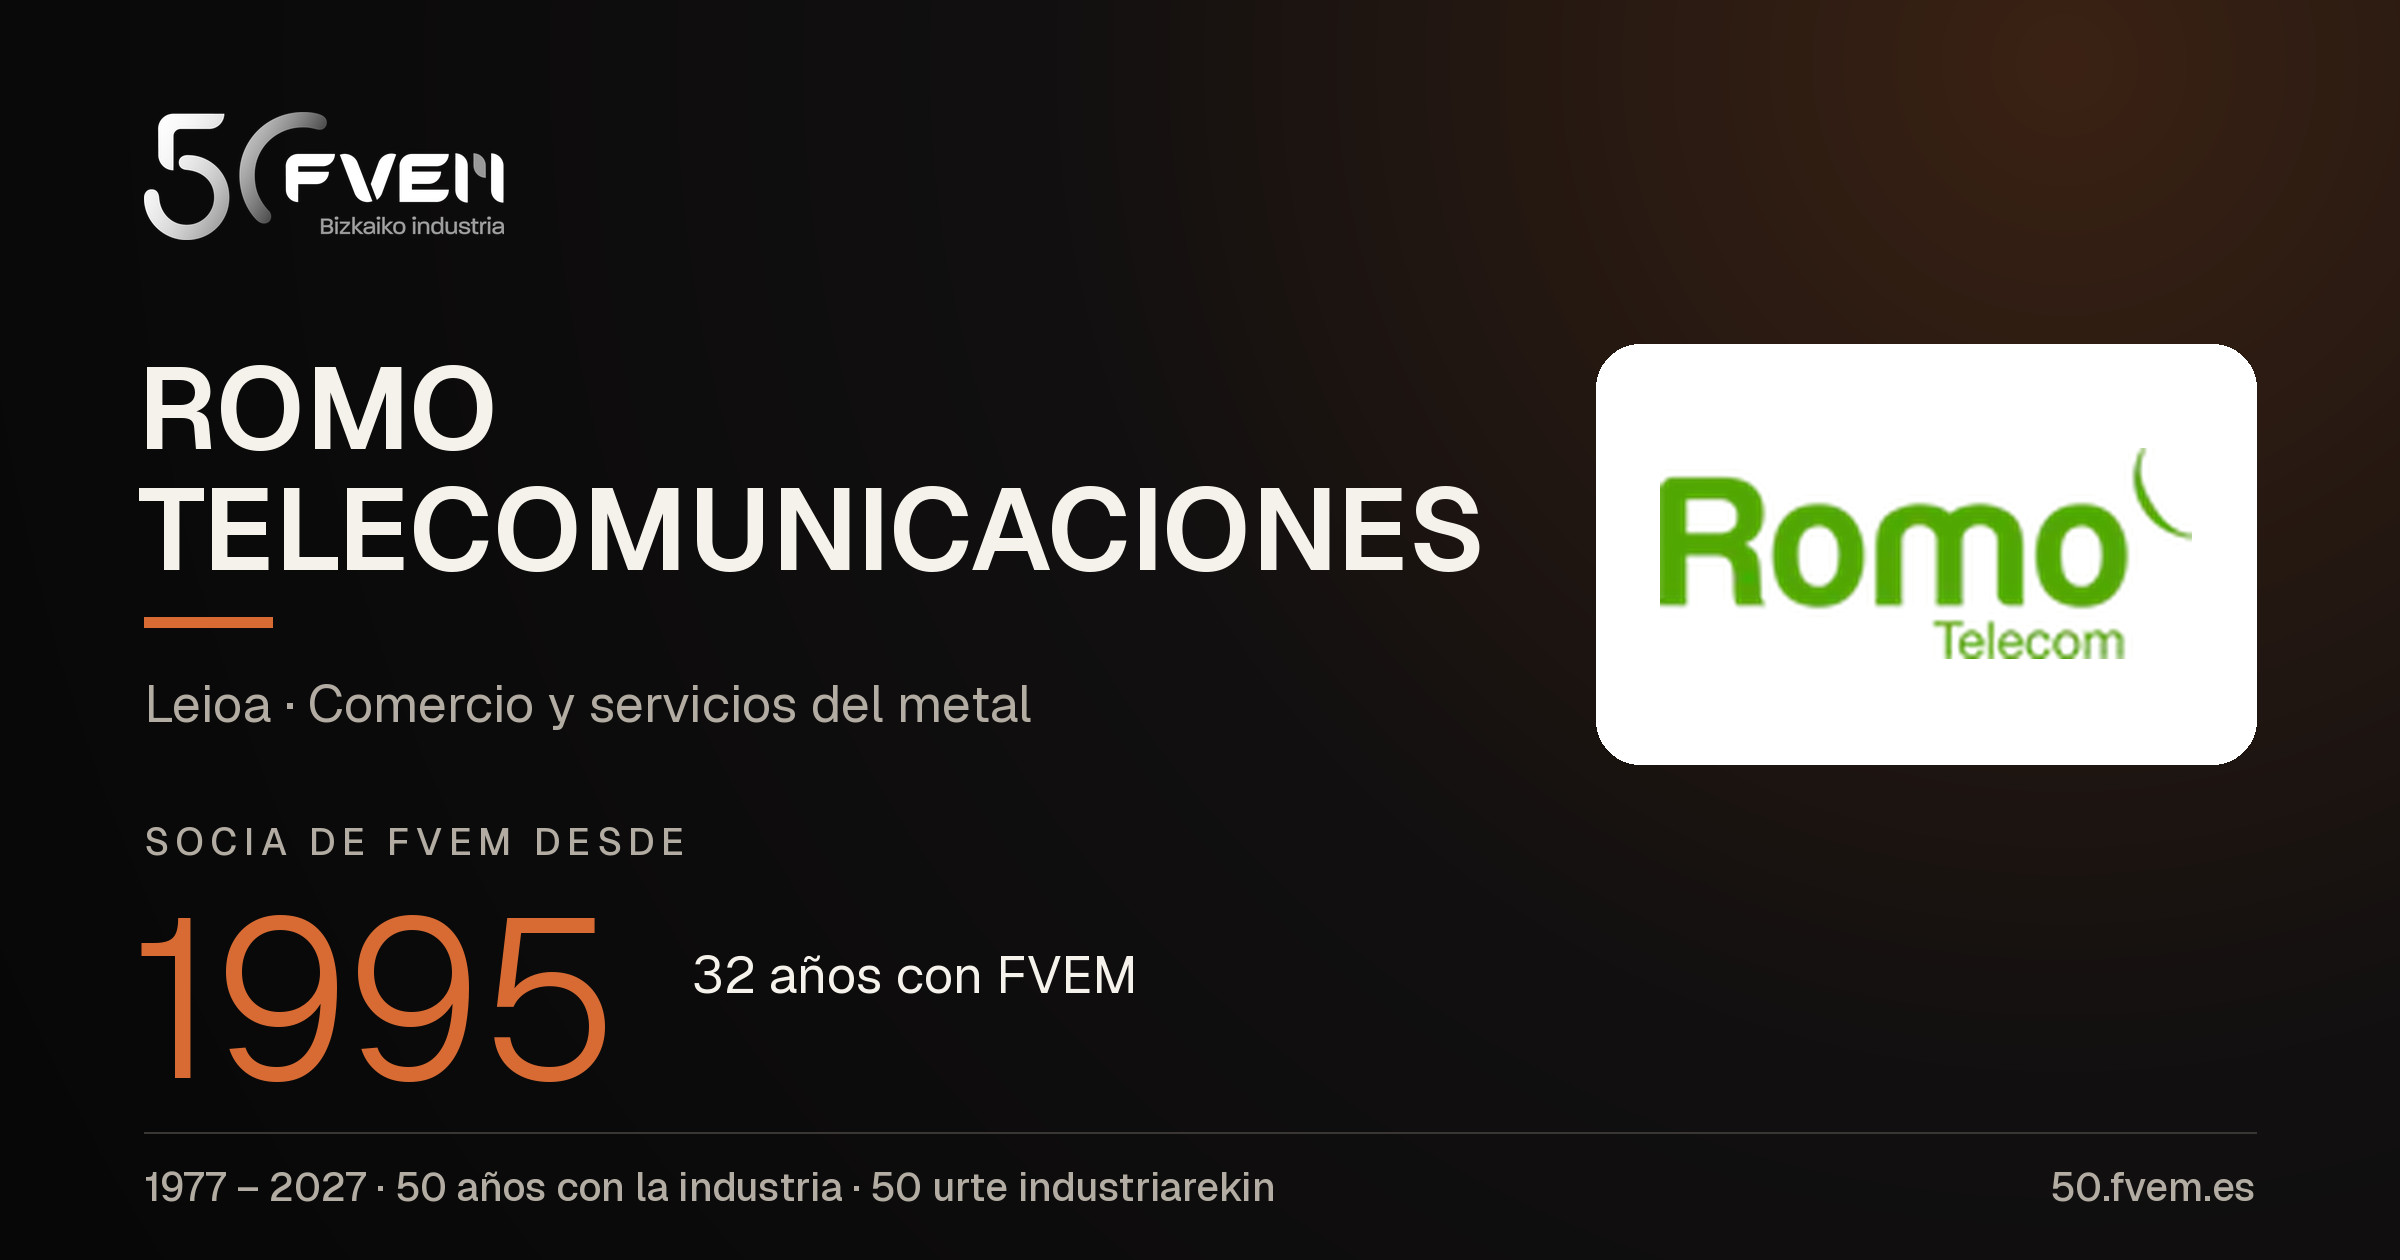 50 FVEM
Bizkaiko industria
ROMO
TELECOMUNICACIONES
Romo
Telecom
Leioa · Comercio y servicios del metal
SOCIA DE FVEM DESDE
1995
32 años con FVEM
1977 – 2027 · 50 años con la industria · 50 urte industriarekin
50.fvem.es